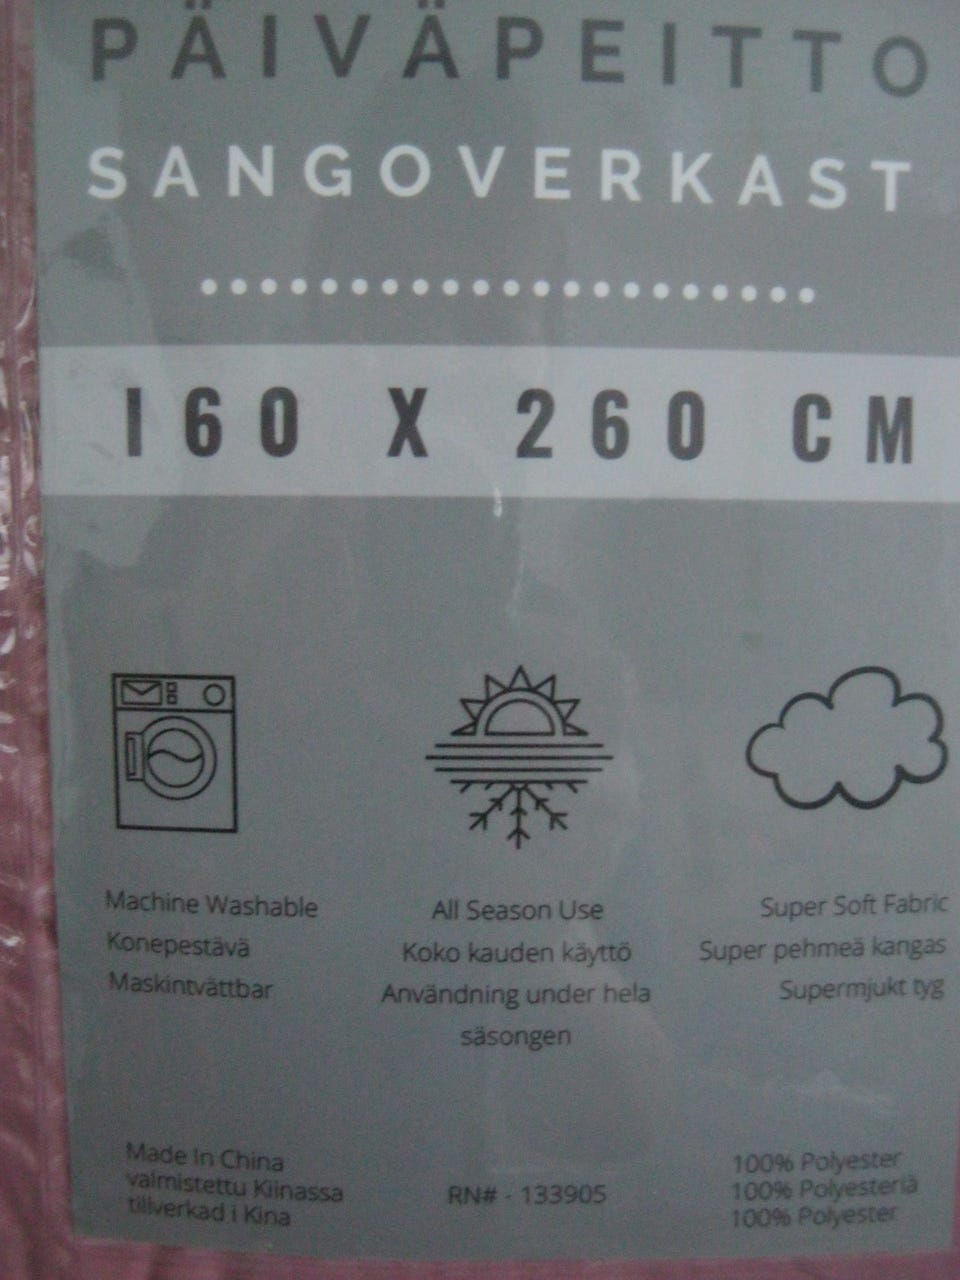 PÄIVÄPEITTO
SANGOVERKAST
160 X 260 CM
Machine Washable
Konepestävä
Maskintvättbar
All Season Use
Koko kauden käyttö
Användning under hela
säsongen
Super Soft Fabric
Super pehmeä kangas
Supermjukt tyg
Made In China
valmistettu Kiinassa
tillverkad i Kina
RN# - 133905
100% Polyester
100% Polyesteriä
100% Polyester